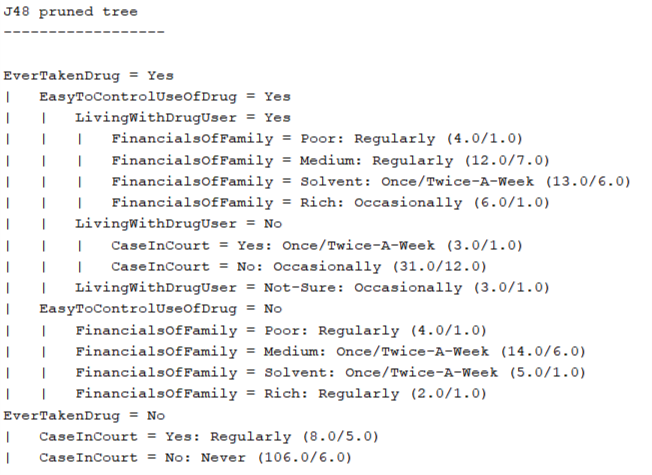 J48 pruned tree
------------------
EverTakenDrug = Yes
|   EasyToControlUseOfDrug = Yes
|   |   LivingWithDrugUser = Yes
|   |   |   FinancialsOfFamily = Poor: Regularly (4.0/1.0)
|   |   |   FinancialsOfFamily = Medium: Regularly (12.0/7.0)
|   |   |   FinancialsOfFamily = Solvent: Once/Twice-A-Week (13.0/6.0)
|   |   |   FinancialsOfFamily = Rich: Occasionally (6.0/1.0)
|   |   LivingWithDrugUser = No
|   |   |   CaseInCourt = Yes: Once/Twice-A-Week (3.0/1.0)
|   |   |   CaseInCourt = No: Occasionally (31.0/12.0)
|   |   LivingWithDrugUser = Not-Sure: Occasionally (3.0/1.0)
|   EasyToControlUseOfDrug = No
|   |   FinancialsOfFamily = Poor: Regularly (4.0/1.0)
|   |   FinancialsOfFamily = Medium: Once/Twice-A-Week (14.0/6.0)
|   |   FinancialsOfFamily = Solvent: Once/Twice-A-Week (5.0/1.0)
|   |   FinancialsOfFamily = Rich: Regularly (2.0/1.0)
EverTakenDrug = No
|   CaseInCourt = Yes: Regularly (8.0/5.0)
|   CaseInCourt = No: Never (106.0/6.0)